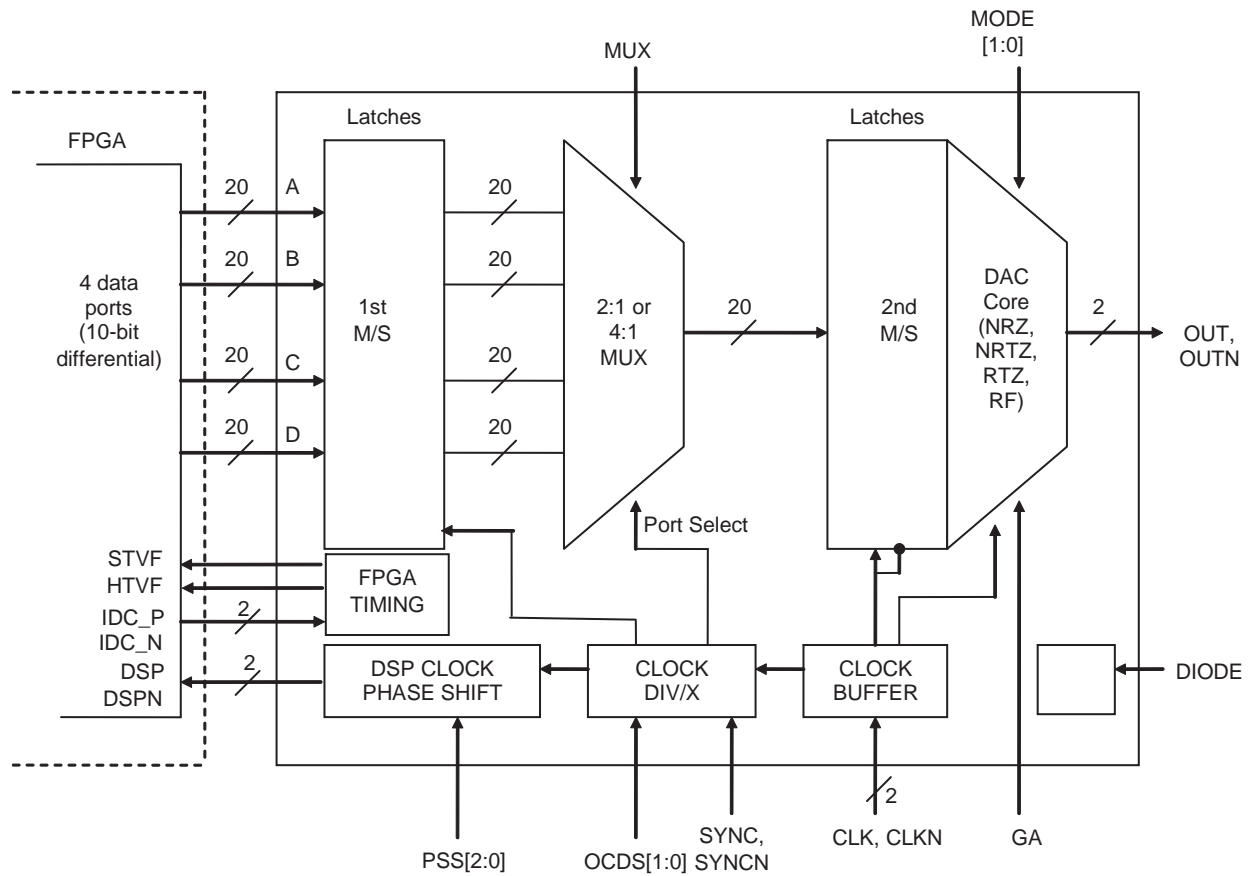 MODE
[1:0]
MUX
Latches
Latches
FPGA
20
A
20
20
B
20
4 data
ports
(10-bit
differential)
1st
M/S
2:1 or
4:1
MUX
20
2nd
M/S
DAC
Core
(NRZ,
NRTZ,
RTZ,
RF)
2
OUT,
OUTN
20
C
20
20
D
20
Port Select
STVF
HTVF
IDC_P
IDC_N
2
FPGA
TIMING
DSP
DSPN
2
DSP CLOCK
PHASE SHIFT
CLOCK
DIV/X
CLOCK
BUFFER
DIODE
2
PSS[2:0]
OCDS[1:0]
SYNC,
SYNCN
CLK, CLKN
GA